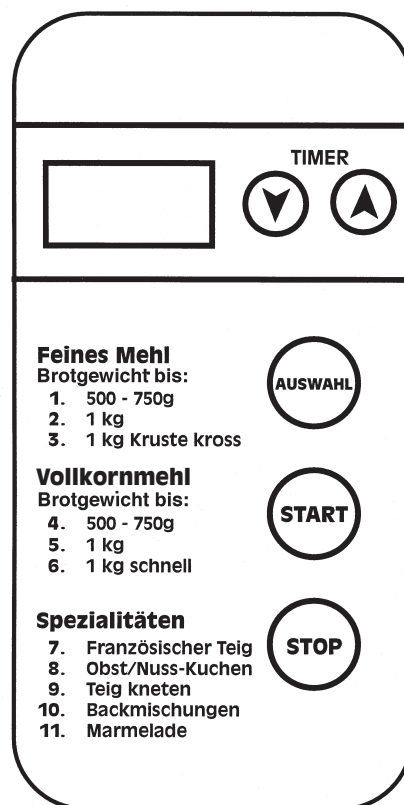 TIMER
Feines Mehl
Brotgewicht bis:
1. 500 - 750g
2. 1 kg
3. 1 kg Kruste kross
AUSWAHL
Vollkornmehl
Brotgewicht bis:
4. 500 - 750g
5. 1 kg
6. 1 kg schnell
START
Spezialitäten
7. Französischer Teig
8. Obst/Nuss-Kuchen
9. Teig kneten
10. Backmischungen
11. Marmelade
STOP